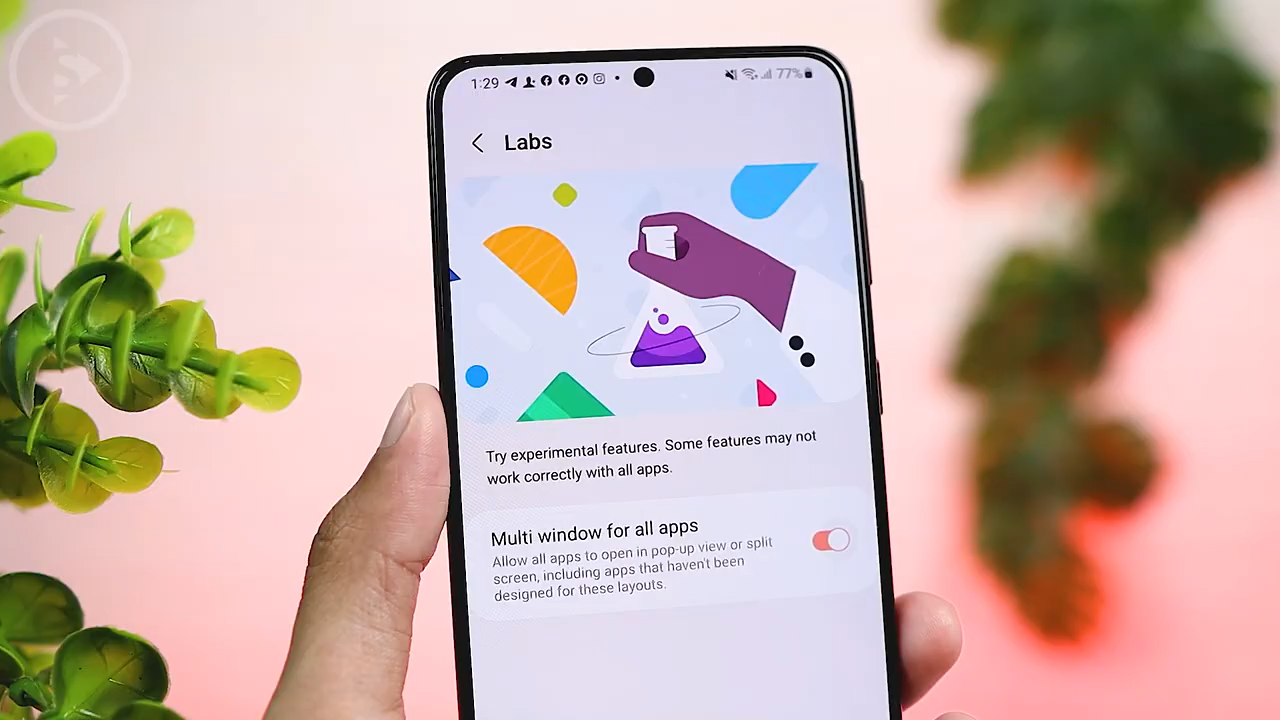 1:29
77%
Labs
Try experimental features. Some features may not
work correctly with all apps.
Multi window for all apps
Allow all apps to open in pop-up view or split
screen, including apps that haven't been
designed for these layouts.